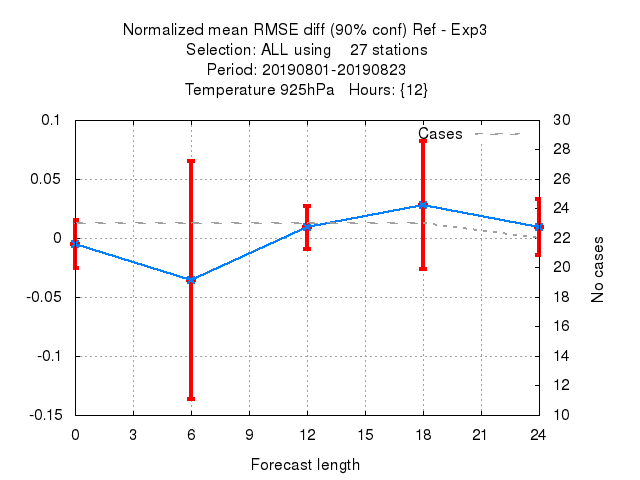 Normalized mean RMSE diff (90% conf) Ref - Exp3
Selection: ALL using    27 stations
Period: 20190801-20190823
Temperature 925hPa   Hours: {12}
Cases
0.1
0.05
0
-0.05
-0.1
-0.15
30
28
26
24
22
20
18
16
14
12
10
No cases
0 3 6 9 12 15 18 21 24
Forecast length